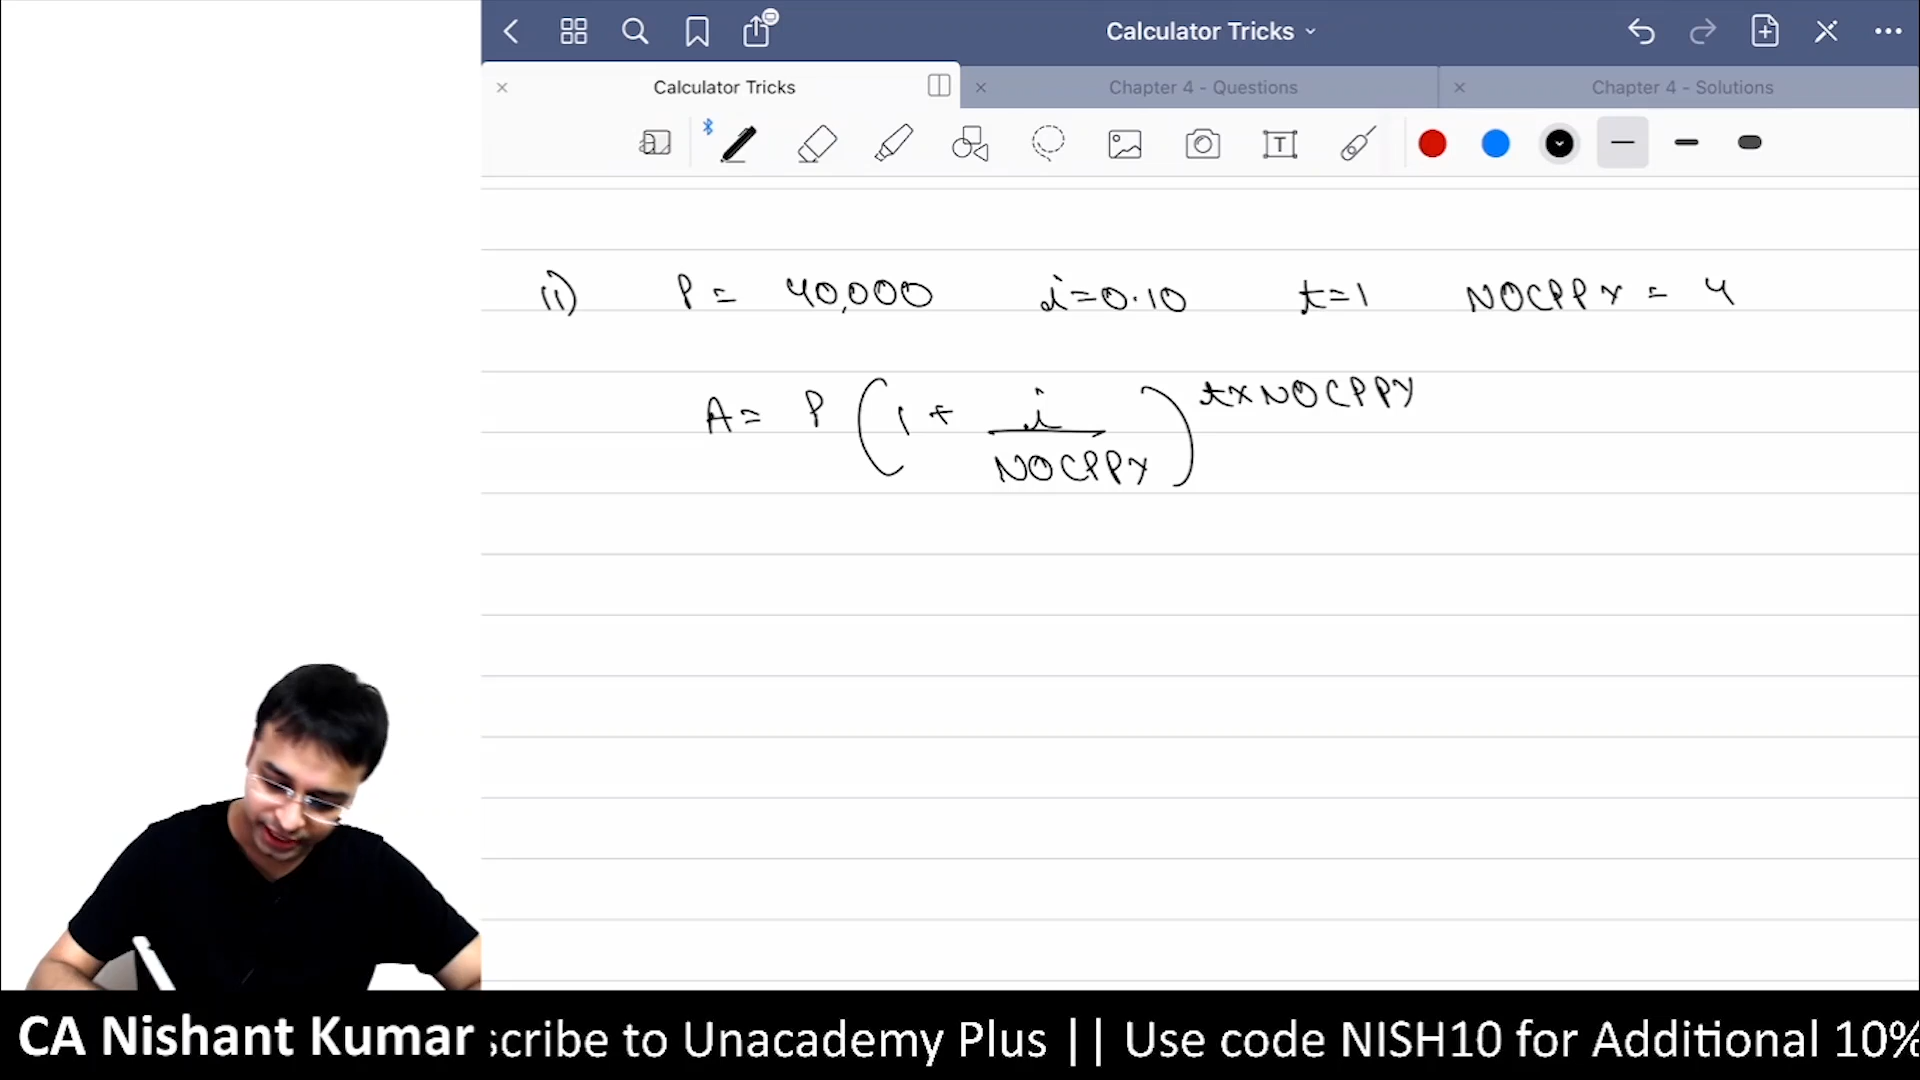 Calculator Tricks
Calculator Tricks
Chapter 4 - Questions
Chapter 4 - Solutions
ii) P = 40,000 i=0.10 t=1 NOCPPY = 4
A = P (1 + i/NOCPPY)^t×NOCPPY
CA Nishant Kumar
scribe to Unacademy Plus || Use code NISH10 for Additional 10%